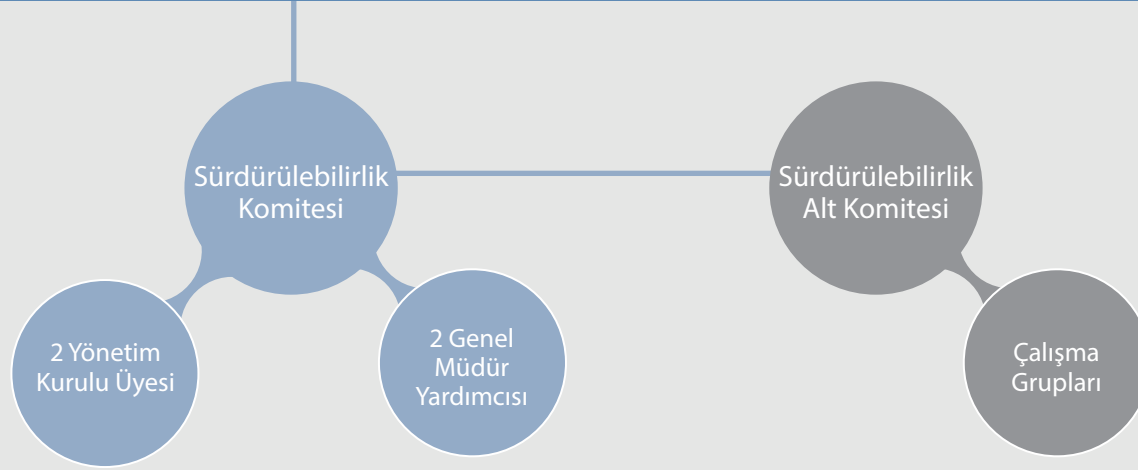 Sürdürülebilirlik
Komitesi
Sürdürülebilirlik
Alt Komitesi
2 Yönetim
Kurulu Üyesi
2 Genel
Müdür
Yardımcısı
Çalışma
Grupları